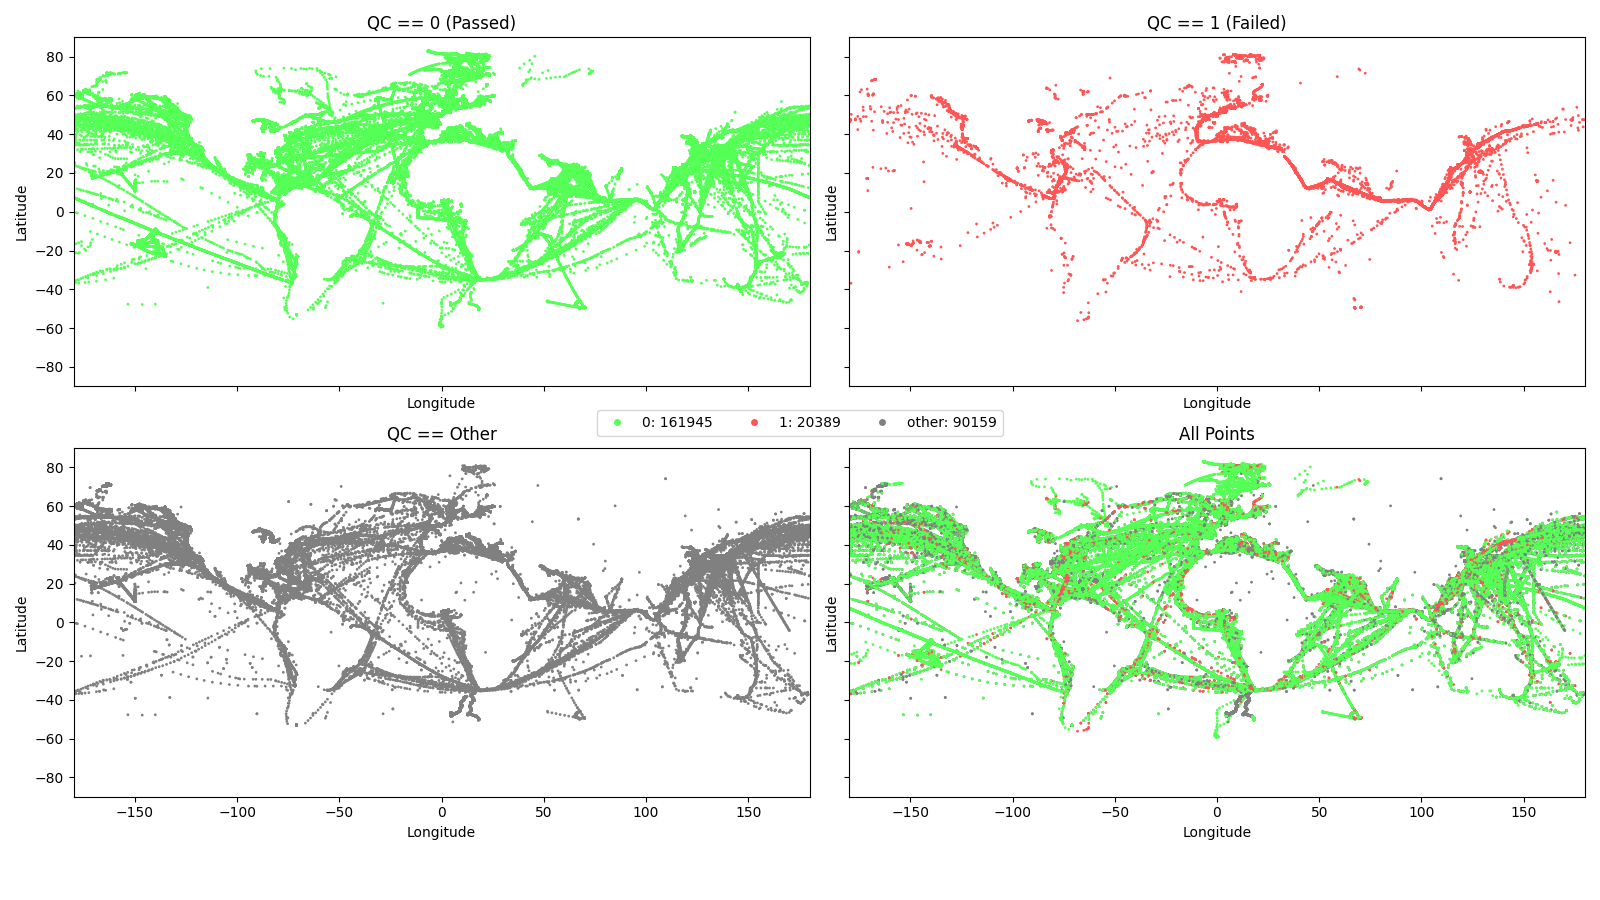 QC == 0 (Passed)
QC == 1 (Failed)
80
60
40
20
0
−20
−40
−60
−80
Latitude
Latitude
Longitude
Longitude
0: 161945
1: 20389
other: 90159
QC == Other
All Points
80
60
40
20
0
−20
−40
−60
−80
Latitude
Latitude
−150
−100
−50
0
50
100
150
−150
−100
−50
0
50
100
150
Longitude
Longitude